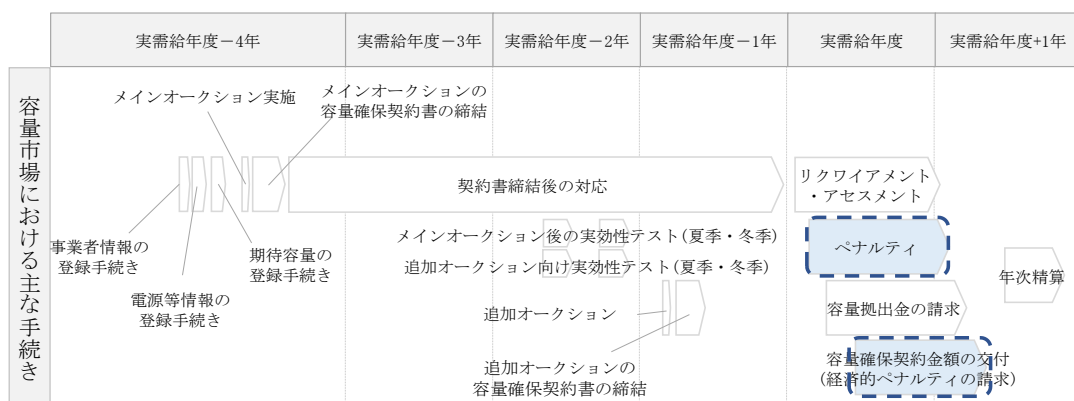 実需給年度－4年
実需給年度－3年
実需給年度－2年
実需給年度－1年
実需給年度
実需給年度+1年
容量市場における主な手続き
メインオークション実施
メインオークションの
容量確保契約書の締結
契約書締結後の対応
リクワイアメント
・アセスメント
事業者情報の
登録手続き
電源等情報の
登録手続き
期待容量の
登録手続き
メインオークション後の実効性テスト(夏季・冬季)
追加オークション向け実効性テスト(夏季・冬季)
ペナルティ
年次精算
追加オークション
容量拠出金の請求
追加オークションの
容量確保契約書の締結
容量確保契約金額の交付
(経済的ペナルティの請求)